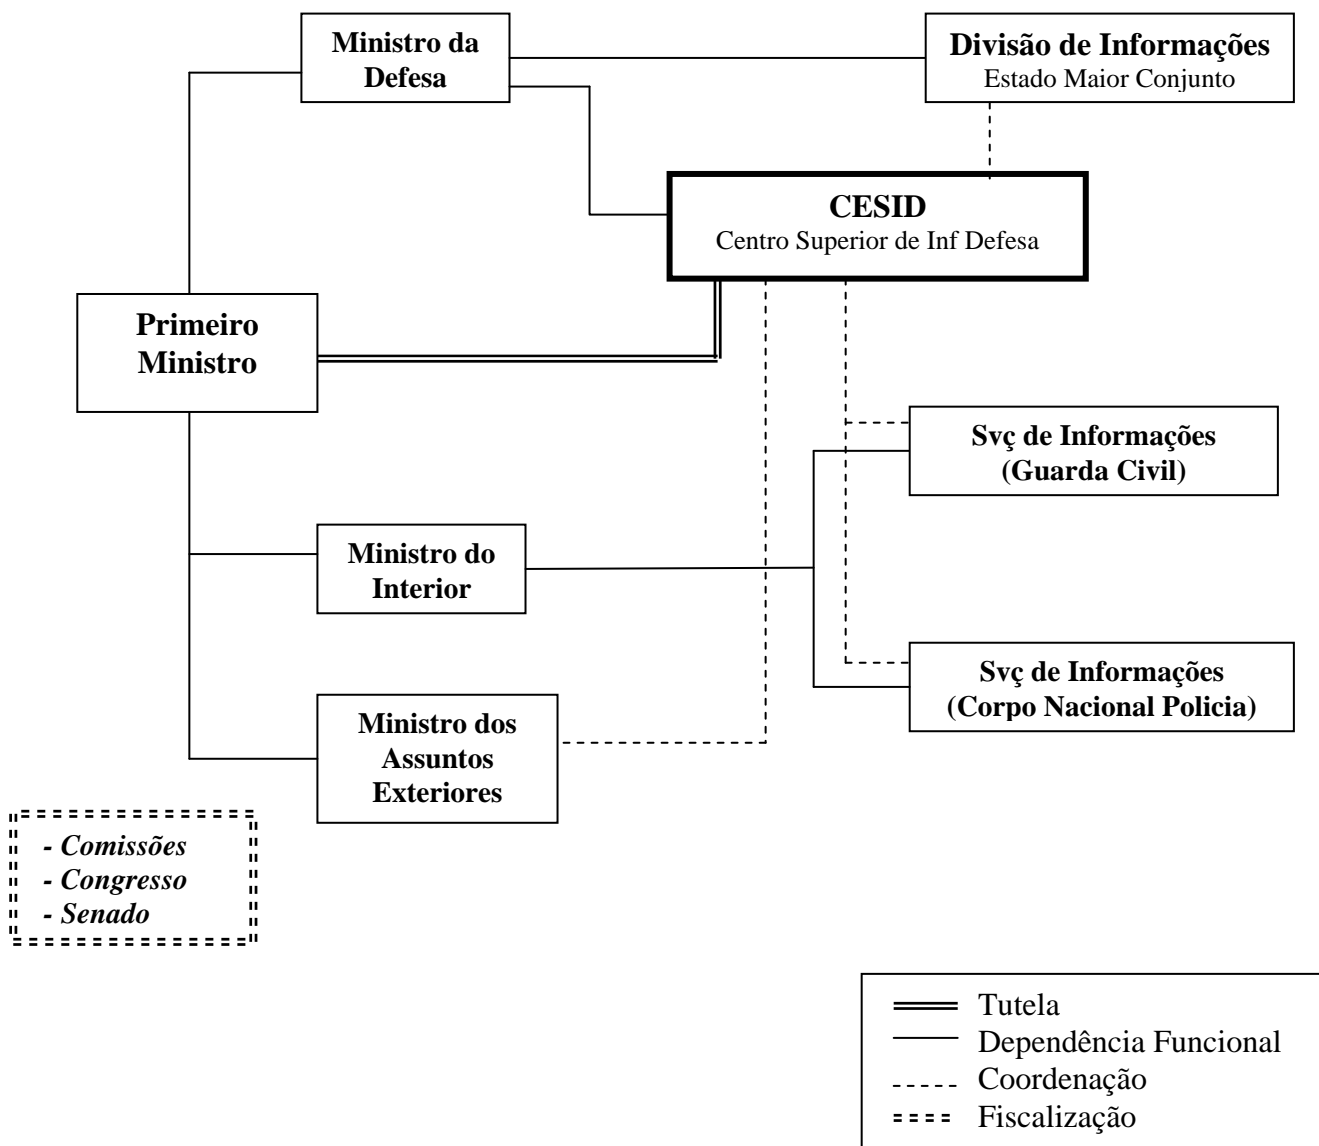 Ministro da
Defesa
Divisão de Informações
Estado Maior Conjunto
CESID
Centro Superior de Inf Defesa
Primeiro
Ministro
Svç de Informações
(Guarda Civil)
Ministro do
Interior
Svç de Informações
(Corpo Nacional Policia)
Ministro dos
Assuntos
Exteriores
- Comissões
- Congresso
- Senado
Tutela
Dependência Funcional
Coordenação
Fiscalização